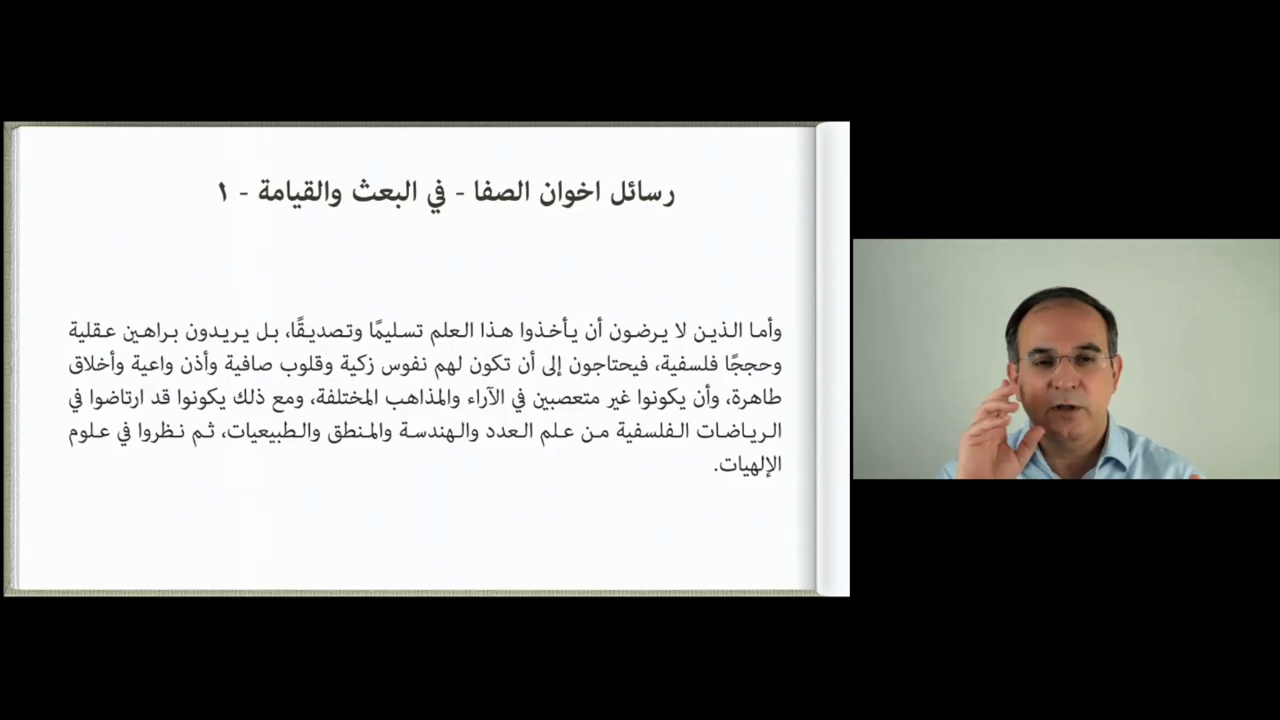 رسائل اخوان الصفا - في البعث والقيامة - ١
وأما الذين لا يرضون أن يأخذوا هذا العلم تسليمًا وتصديقًا، بل يريدون براهين عقلية
وحججًا فلسفية، فيحتاجون إلى أن تكون لهم نفوس زكية وقلوب صافية وأذن واعية وأخلاق
طاهرة، وأن يكونوا غير متعصبين في الآراء والمذاهب المختلفة، ومع ذلك يكونوا قد ارتاضوا في
الرياضات الفلسفية من علم العدد والهندسة والمنطق والطبيعيات، ثم نظروا في علوم
الإلهيات.